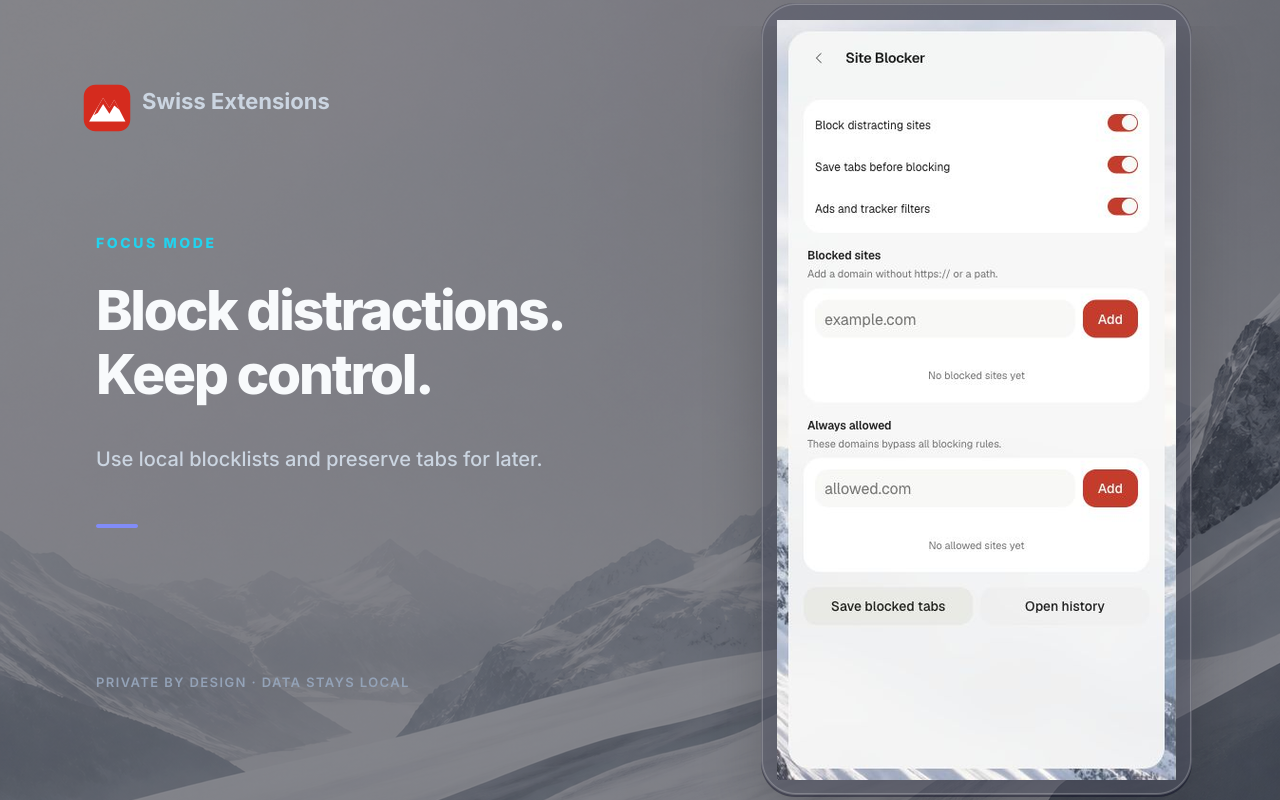 Swiss Extensions
FOCUS MODE
Block distractions.
Keep control.
Use local blocklists and preserve tabs for later.
PRIVATE BY DESIGN · DATA STAYS LOCAL
Site Blocker
Block distracting sites
Save tabs before blocking
Ads and tracker filters
Blocked sites
Add a domain without https:// or a path.
example.com
Add
No blocked sites yet
Always allowed
These domains bypass all blocking rules.
allowed.com
Add
No allowed sites yet
Save blocked tabs
Open history